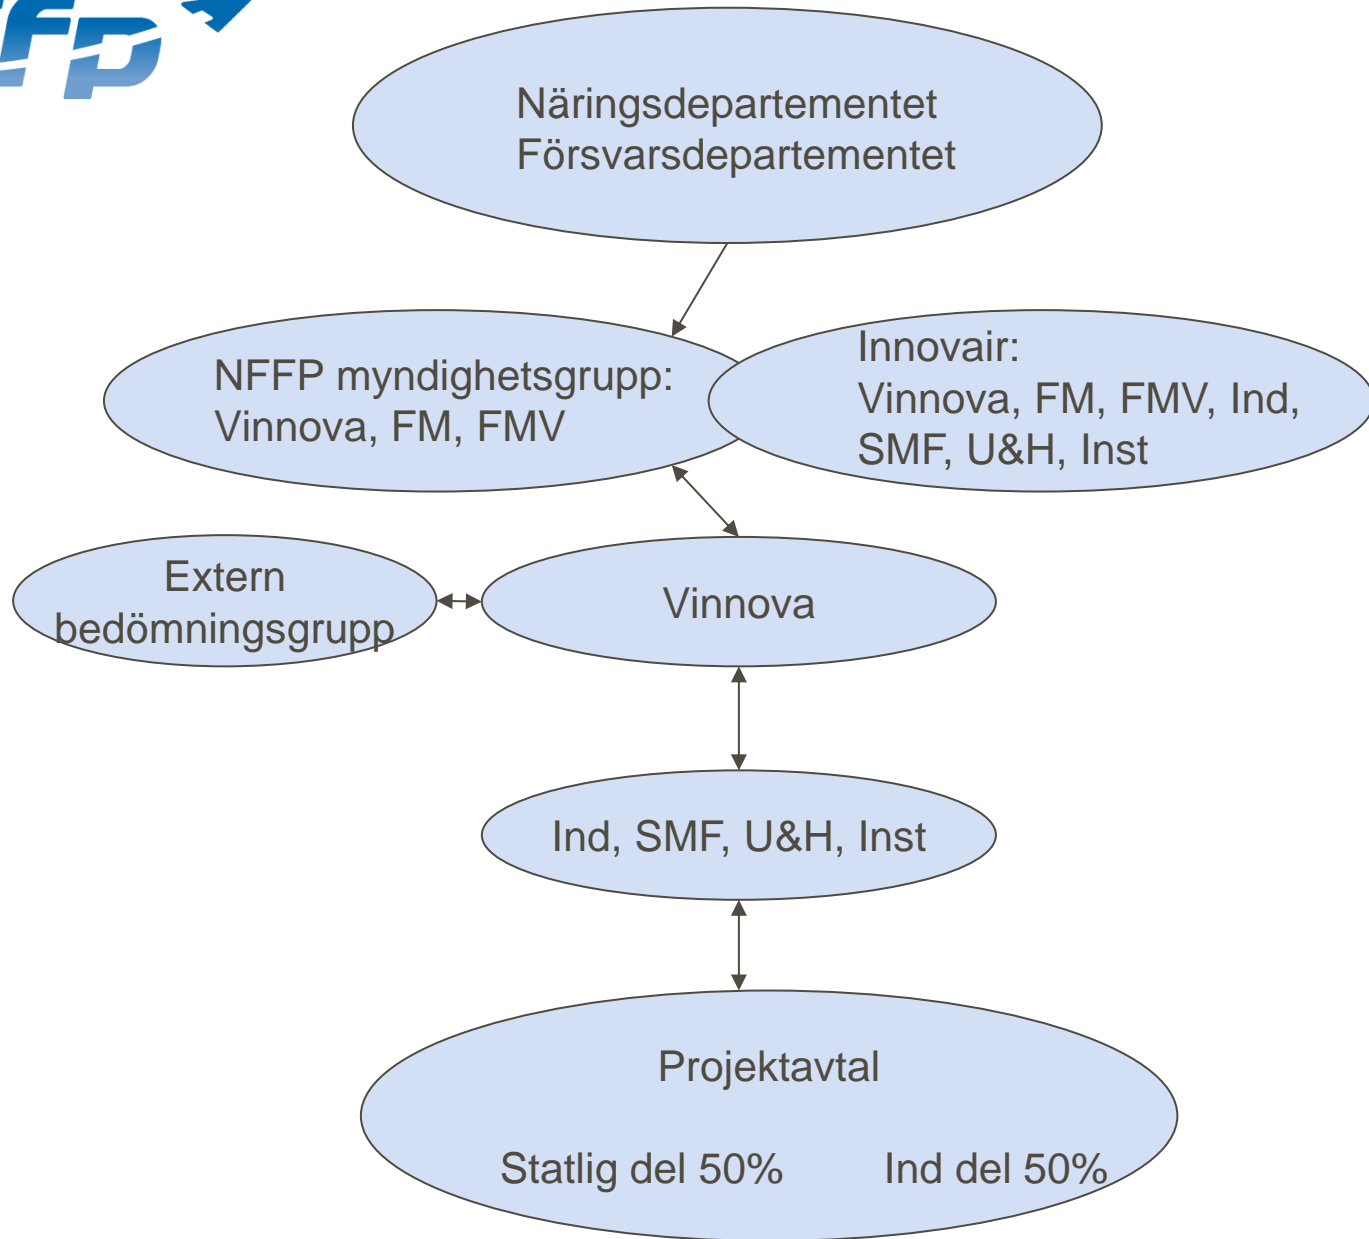 ffp
Näringsdepartementet
Försvarsdepartementet
NFFP myndighetsgrupp:
Vinnova, FM, FMV
Innovair:
Vinnova, FM, FMV, Ind,
SMF, U&H, Inst
Extern
bedömningsgrupp
Vinnova
Ind, SMF, U&H, Inst
Projektavtal
Statlig del 50%
Ind del 50%